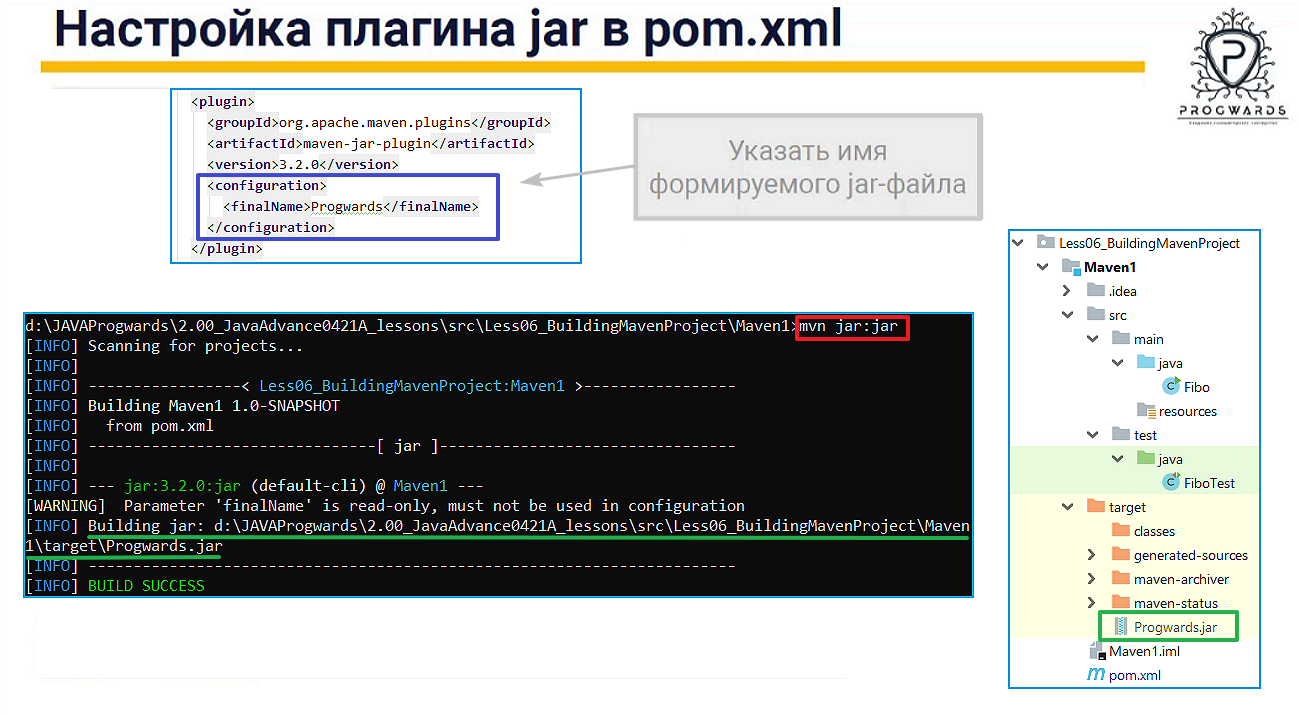 Настройка плагина jar в pom.xml
PROGWARDS
<plugin>
<groupId>org.apache.maven.plugins</groupId>
<artifactId>maven-jar-plugin</artifactId>
<version>3.2.0</version>
<configuration>
<finalName>Progwards</finalName>
</configuration>
</plugin>
Указать имя
формируемого jar-файла
d:\JAVAProgwards\2.00_JavaAdvance0421A_lessons\src\Less06_BuildingMavenProject\Maven1>mvn jar:jar
[INFO] Scanning for projects...
[INFO]
[INFO] -----------------< Less06_BuildingMavenProject:Maven1 >-----------------
[INFO] Building Maven1 1.0-SNAPSHOT
[INFO]   from pom.xml
[INFO] --------------------------------[ jar ]---------------------------------
[INFO]
[INFO] --- jar:3.2.0:jar (default-cli) @ Maven1 ---
[WARNING]  Parameter 'finalName' is read-only, must not be used in configuration
[INFO] Building jar: d:\JAVAProgwards\2.00_JavaAdvance0421A_lessons\src\Less06_BuildingMavenProject\Maven
1\target\Progwards.jar
[INFO] ------------------------------------------------------------------------
[INFO] BUILD SUCCESS
Less06_BuildingMavenProject
Maven1
.idea
src
main
java
Fibo
resources
test
java
FiboTest
target
classes
generated-sources
maven-archiver
maven-status
Progwards.jar
Maven1.iml
pom.xml